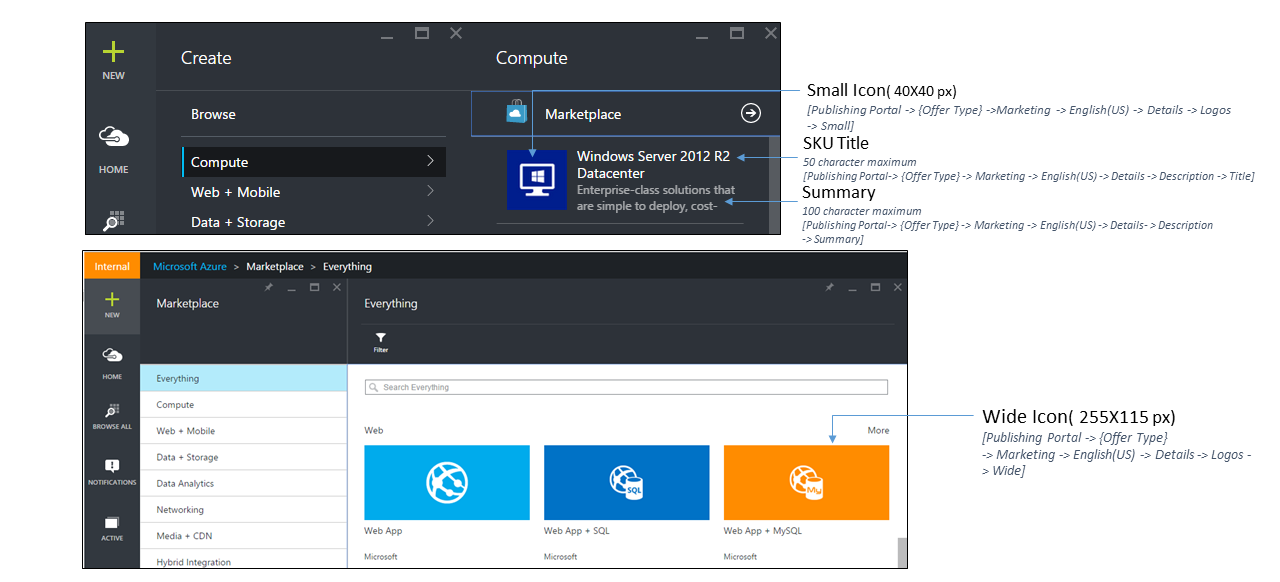 Create
Compute
NEW
Browse
Marketplace
HOME
Compute
Web + Mobile
Data + Storage
Windows Server 2012 R2
Datacenter
Enterprise-class solutions that
are simple to deploy, cost-
Small Icon( 40X40 px)
[Publishing Portal -> {Offer Type} ->Marketing -> English(US) -> Details -> Logos
-> Small]
SKU Title
50 character maximum
[Publishing Portal-> {Offer Type} -> Marketing -> English(US) -> Details -> Description -> Title]
Summary
100 character maximum
[Publishing Portal-> {Offer Type} -> Marketing -> English(US) -> Details- > Description
-> Summary]
Internal
Microsoft Azure > Marketplace > Everything
NEW
HOME
BROWSE ALL
NOTIFICATIONS
ACTIVE
Marketplace
Everything
Compute
Web + Mobile
Data + Storage
Data Analytics
Networking
Media + CDN
Hybrid Integration
Everything
Filter
Search Everything
Web
More
SQL
My
Web App
Web App + SQL
Web App + MySQL
Microsoft
Microsoft
Microsoft
Wide Icon( 255X115 px)
[Publishing Portal -> {Offer Type}
-> Marketing -> English(US) -> Details -> Logos -
> Wide]